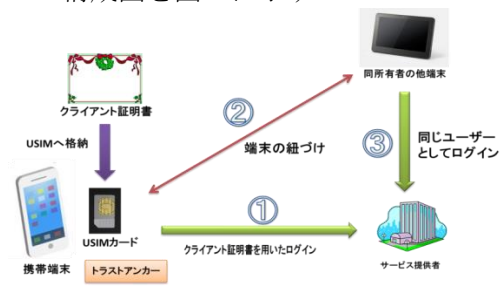 同所有者の他端末
クライアント証明書
②
USIMへ格納
端末の紐づけ
③
同じユーザー
としてログイン
①
USIMカード
クライアント証明書を用いたログイン
携帯端末
トラストアンカー
サービス提供者